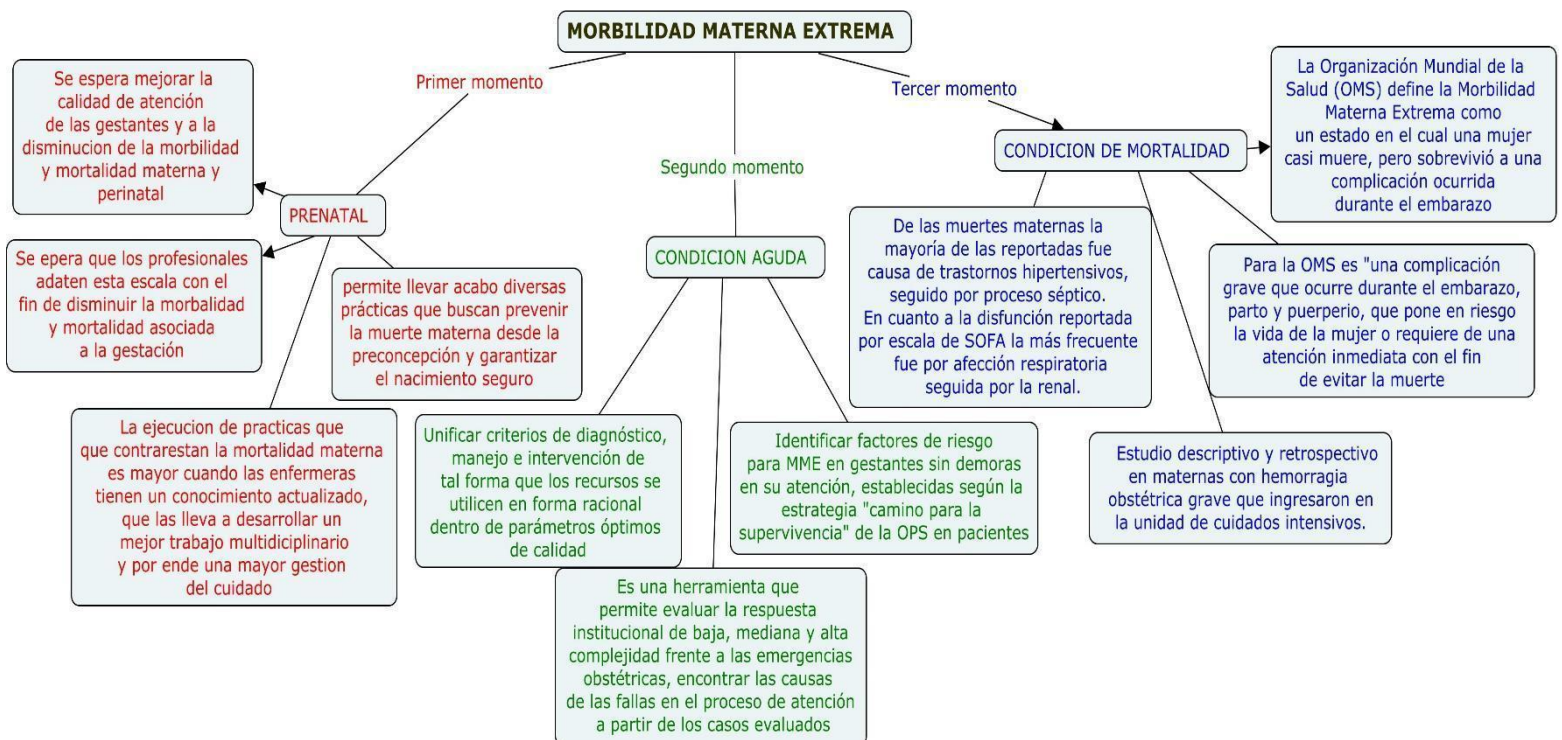 MORBILIDAD MATERNA EXTREMA
Primer momento
Segundo momento
Tercer momento
Se espera mejorar la
calidad de atención
de las gestantes y a la
disminucion de la morbilidad
y mortalidad materna y
perinatal
PRENATAL
Se epera que los profesionales
adaten esta escala con el
fin de disminuir la morbalidad
y mortalidad asociada
a la gestación
permite llevar acabo diversas
prácticas que buscan prevenir
la muerte materna desde la
preconcepción y garantizar
el nacimiento seguro
La ejecucion de practicas que
que contrarestan la mortalidad materna
es mayor cuando las enfermeras
tienen un conocimiento actualizado,
que las lleva a desarrollar un
mejor trabajo multidiciplinario
y por ende una mayor gestion
del cuidado
CONDICION AGUDA
Unificar criterios de diagnóstico,
manejo e intervención de
tal forma que los recursos se
utilicen en forma racional
dentro de parámetros óptimos
de calidad
Es una herramienta que
permite evaluar la respuesta
institucional de baja, mediana y alta
complejidad frente a las emergencias
obstétricas, encontrar las causas
de las fallas en el proceso de atención
a partir de los casos evaluados
Identificar factores de riesgo
para MME en gestantes sin demoras
en su atención, establecidas según la
estrategia "camino para la
supervivencia" de la OPS en pacientes
CONDICION DE MORTALIDAD
La Organización Mundial de la
Salud (OMS) define la Morbilidad
Materna Extrema como
un estado en el cual una mujer
casi muere, pero sobrevivió a una
complicación ocurrida
durante el embarazo
De las muertes maternas la
mayoría de las reportadas fue
causa de trastornos hipertensivos,
seguido por proceso séptico.
En cuanto a la disfunción reportada
por escala de SOFA la más frecuente
fue por afección respiratoria
seguida por la renal.
Para la OMS es "una complicación
grave que ocurre durante el embarazo,
parto y puerperio, que pone en riesgo
la vida de la mujer o requiere de una
atención inmediata con el fin
de evitar la muerte
Estudio descriptivo y retrospectivo
en maternas con hemorragia
obstétrica grave que ingresaron en
la unidad de cuidados intensivos.